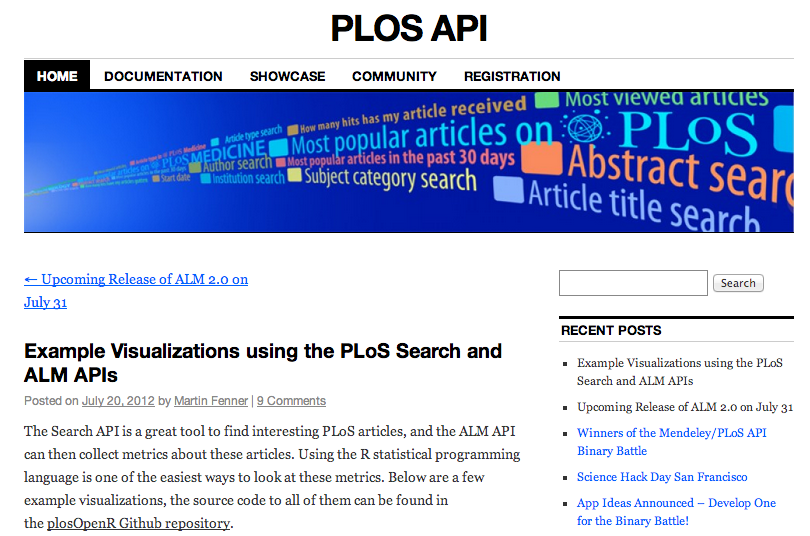 PLOS API
HOME DOCUMENTATION SHOWCASE COMMUNITY REGISTRATION
Article type search
How many hits has my article received
Most viewed articles
PLoS MEDICINE
Most popular articles on PLoS
Author search
Most popular articles in the past 30 days
Abstract sear
Start date
Institution search
Subject category search
Article title search
← Upcoming Release of ALM 2.0 on
July 31
Example Visualizations using the PLoS Search and
ALM APIs
Posted on July 20, 2012 by Martin Fenner | 9 Comments
The Search API is a great tool to find interesting PLoS articles, and the ALM API
can then collect metrics about these articles. Using the R statistical programming
language is one of the easiest ways to look at these metrics. Below are a few
example visualizations, the source code to all of them can be found in
the plosOpenR Github repository.
Search
RECENT POSTS
Example Visualizations using the PLoS
Search and ALM APIs
Upcoming Release of ALM 2.0 on July 31
Winners of the Mendeley/PLoS API
Binary Battle
Science Hack Day San Francisco
App Ideas Announced – Develop One
for the Binary Battle!